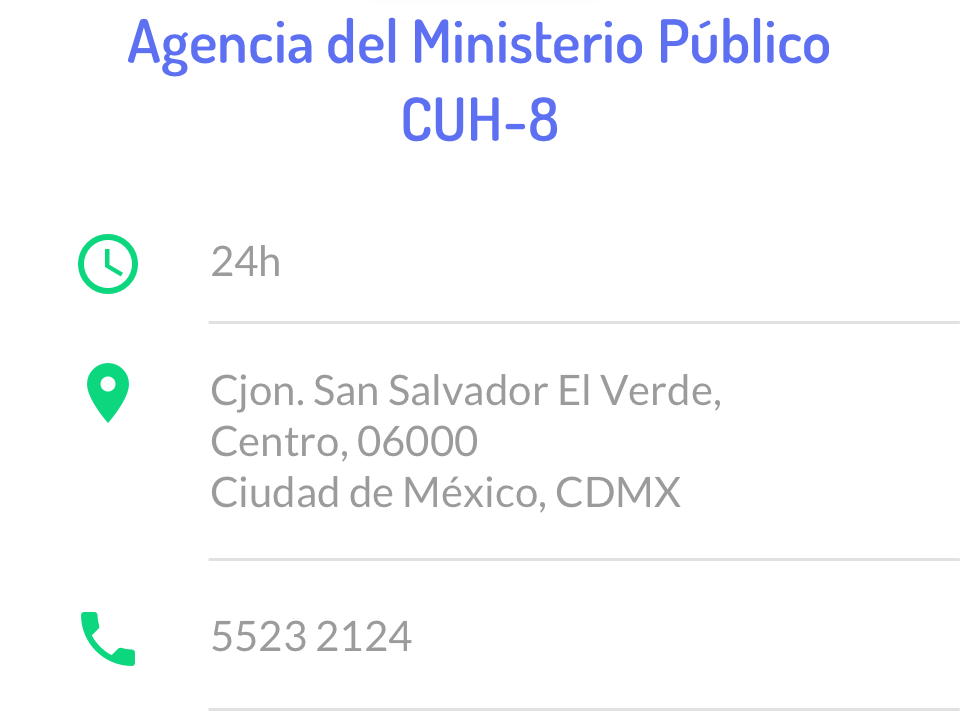 Agencia del Ministerio Público
CUH-8
24h
Cjon. San Salvador El Verde,
Centro, 06000
Ciudad de México, CDMX
5523 2124